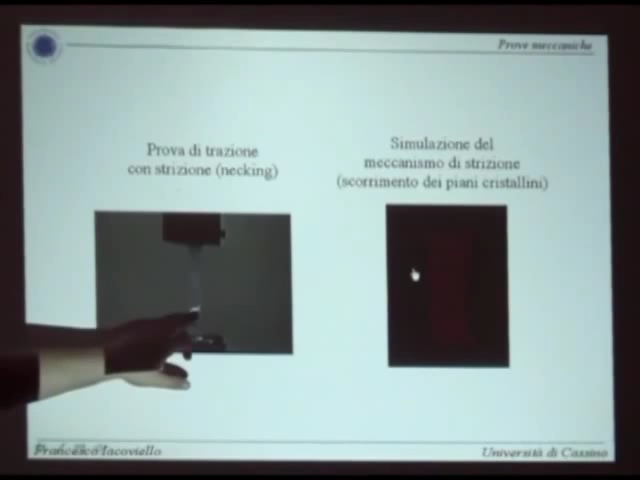 Prove meccaniche
Prova di trazione
con strizione (necking)
Simulazione del
meccanismo di strizione
(scorrimento dei piani cristallini)
Francesco Iacoviello
Università di Cassino